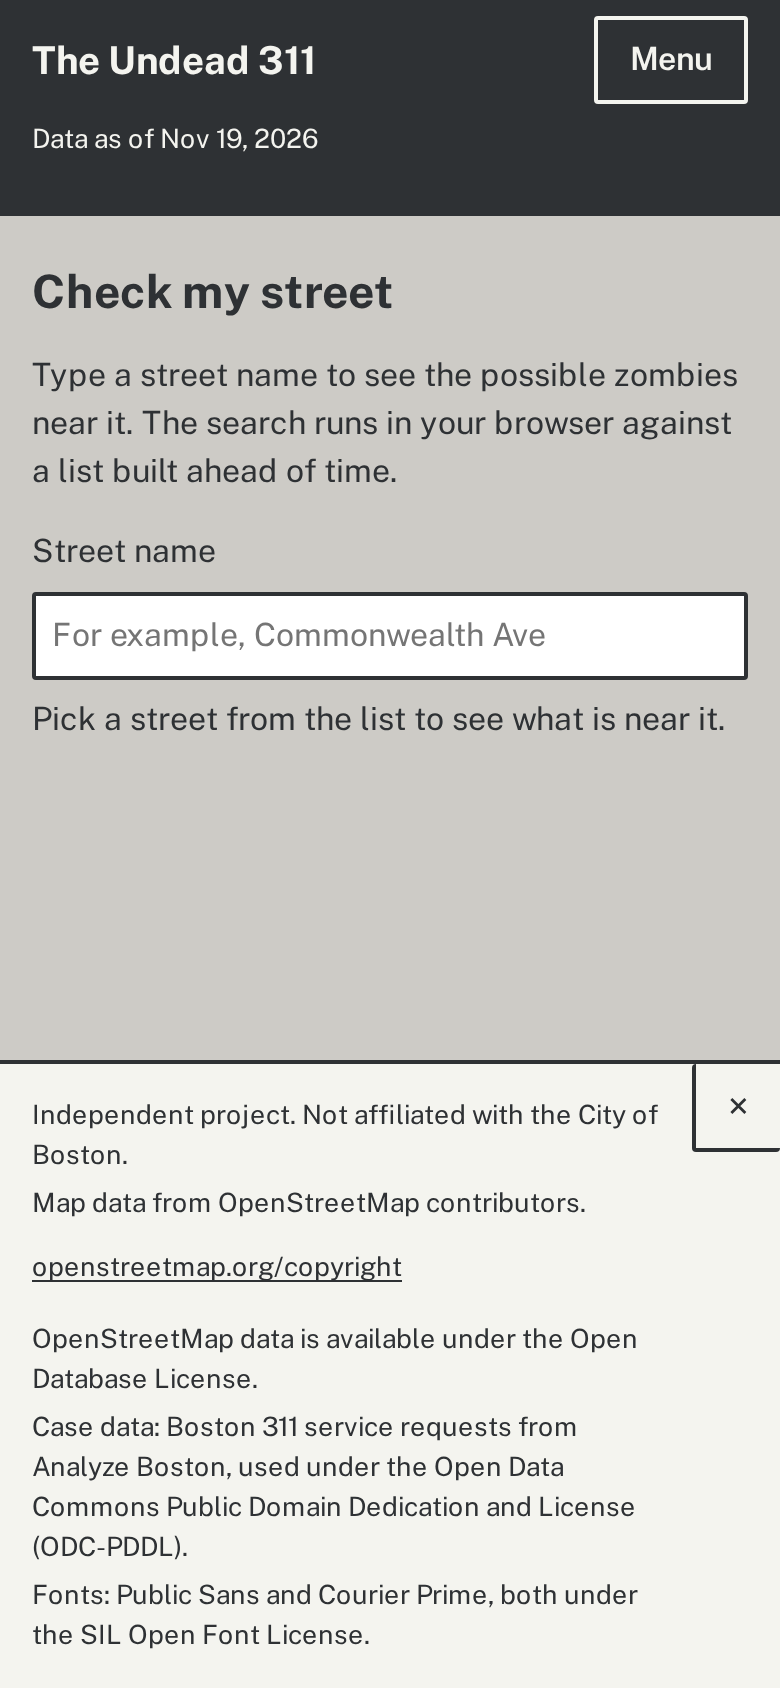 The Undead 311
Menu
Data as of Nov 19, 2026
Check my street
Type a street name to see the possible zombies
near it. The search runs in your browser against
a list built ahead of time.
Street name
For example, Commonwealth Ave
Pick a street from the list to see what is near it.
×
Independent project. Not affiliated with the City of
Boston.
Map data from OpenStreetMap contributors.
openstreetmap.org/copyright
OpenStreetMap data is available under the Open
Database License.
Case data: Boston 311 service requests from
Analyze Boston, used under the Open Data
Commons Public Domain Dedication and License
(ODC-PDDL).
Fonts: Public Sans and Courier Prime, both under
the SIL Open Font License.